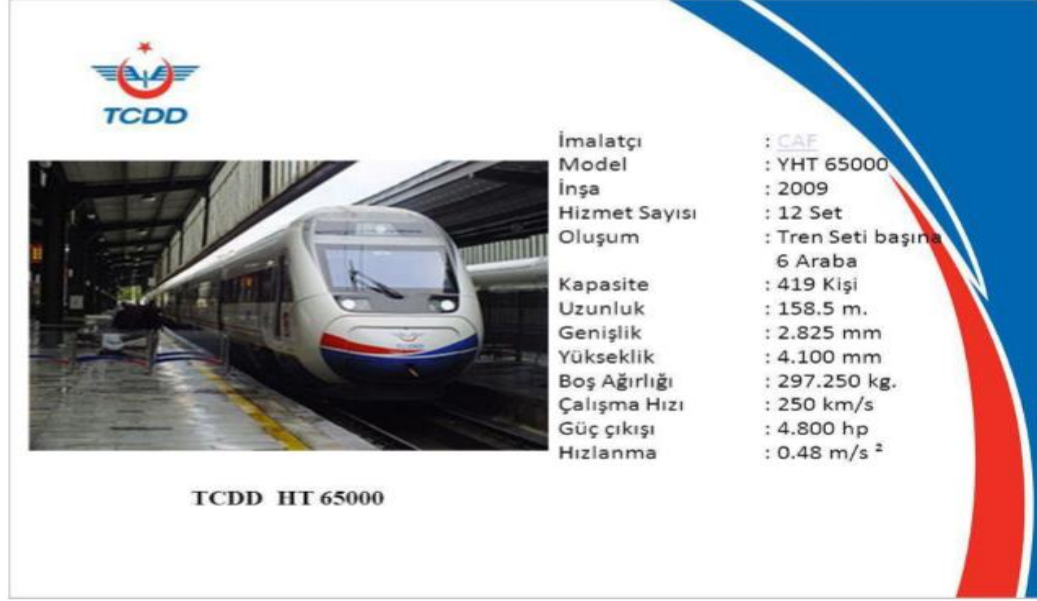 TCDD
İmalatçı : CAF
Model : YHT 65000
İnşa : 2009
Hizmet Sayısı : 12 Set
Oluşum : Tren Seti başına
6 Araba
Kapasite : 419 Kişi
Uzunluk : 158.5 m.
Genişlik : 2.825 mm
Yükseklik : 4.100 mm
Boş Ağırlığı : 297.250 kg.
Çalışma Hızı : 250 km/s
Güç çıkışı : 4.800 hp
Hızlanma : 0.48 m/s ²
TCDD HT 65000